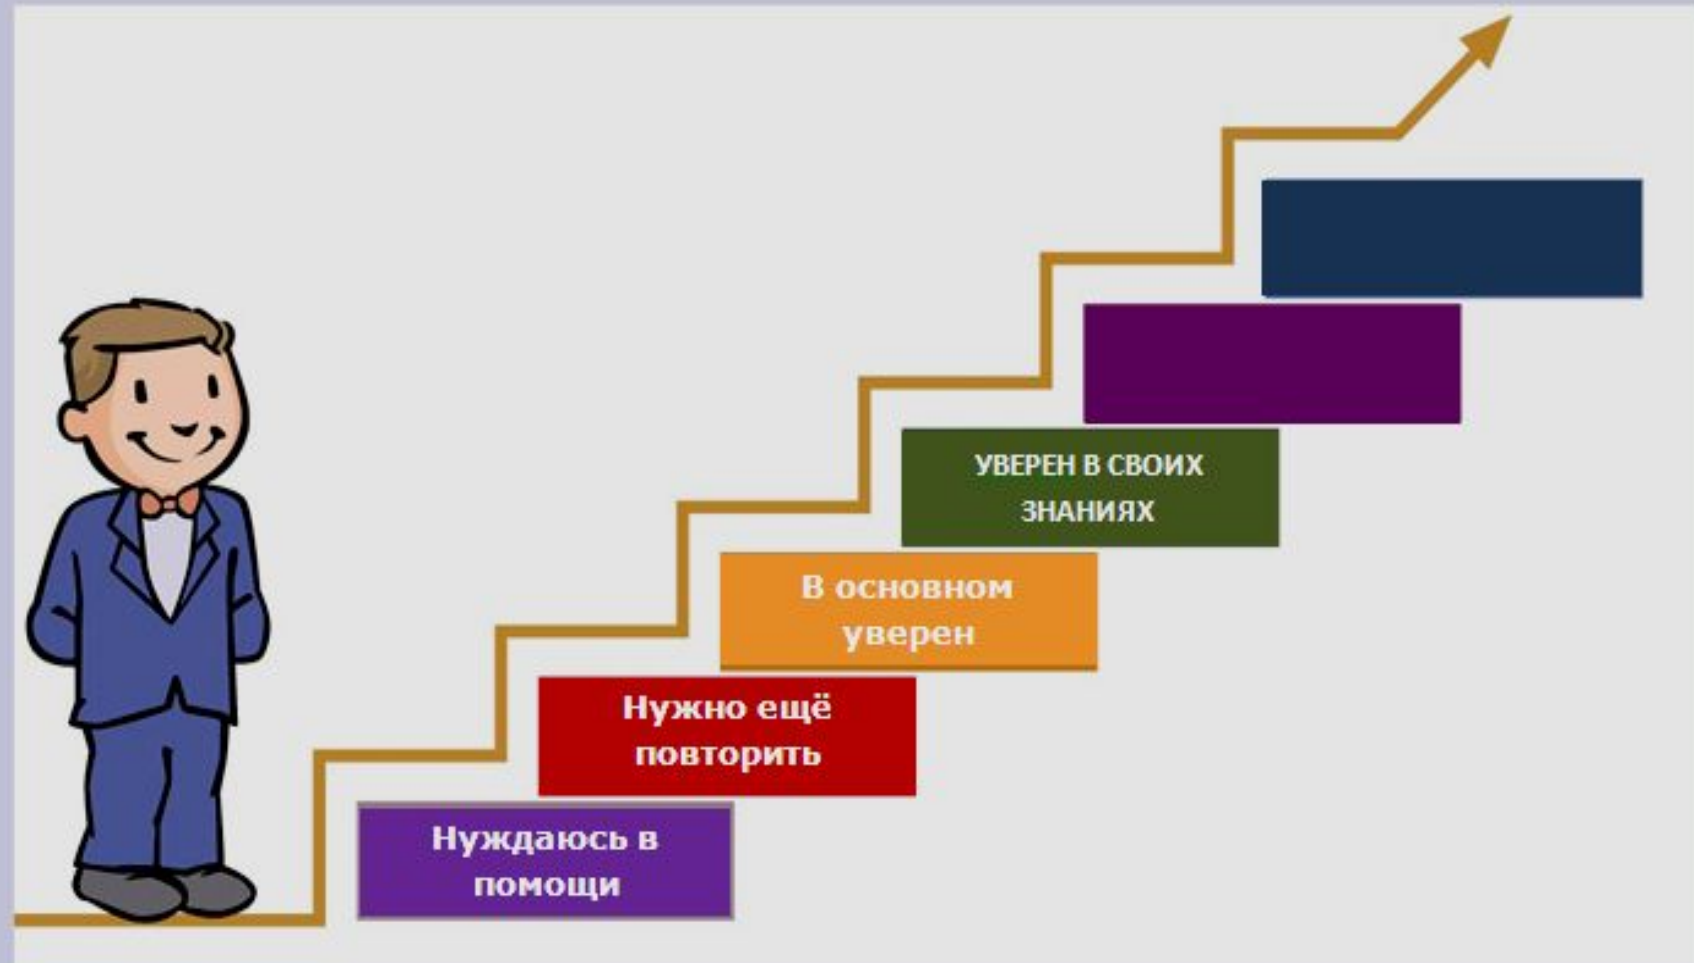 УВЕРЕН В СВОИХ
ЗНАНИЯХ
В основном
уверен
Нужно ещё
повторить
Нуждаюсь в
помощи